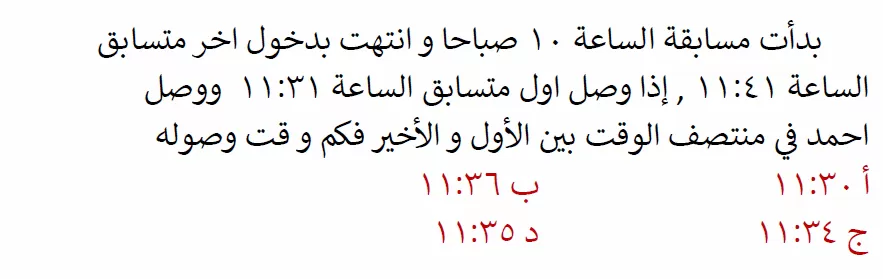 بدأت مسابقة الساعة ١٠ صباحا و انتهت بدخول اخر متسابق
الساعة ١١:٤١ , إذا وصل اول متسابق الساعة ١١:٣١ ووصل
احمد في منتصف الوقت بين الأول و الأخير فكم و قت وصوله
أ ١١:٣٠ ب ١١:٣٦
ج ١١:٣٤ د ١١:٣٥